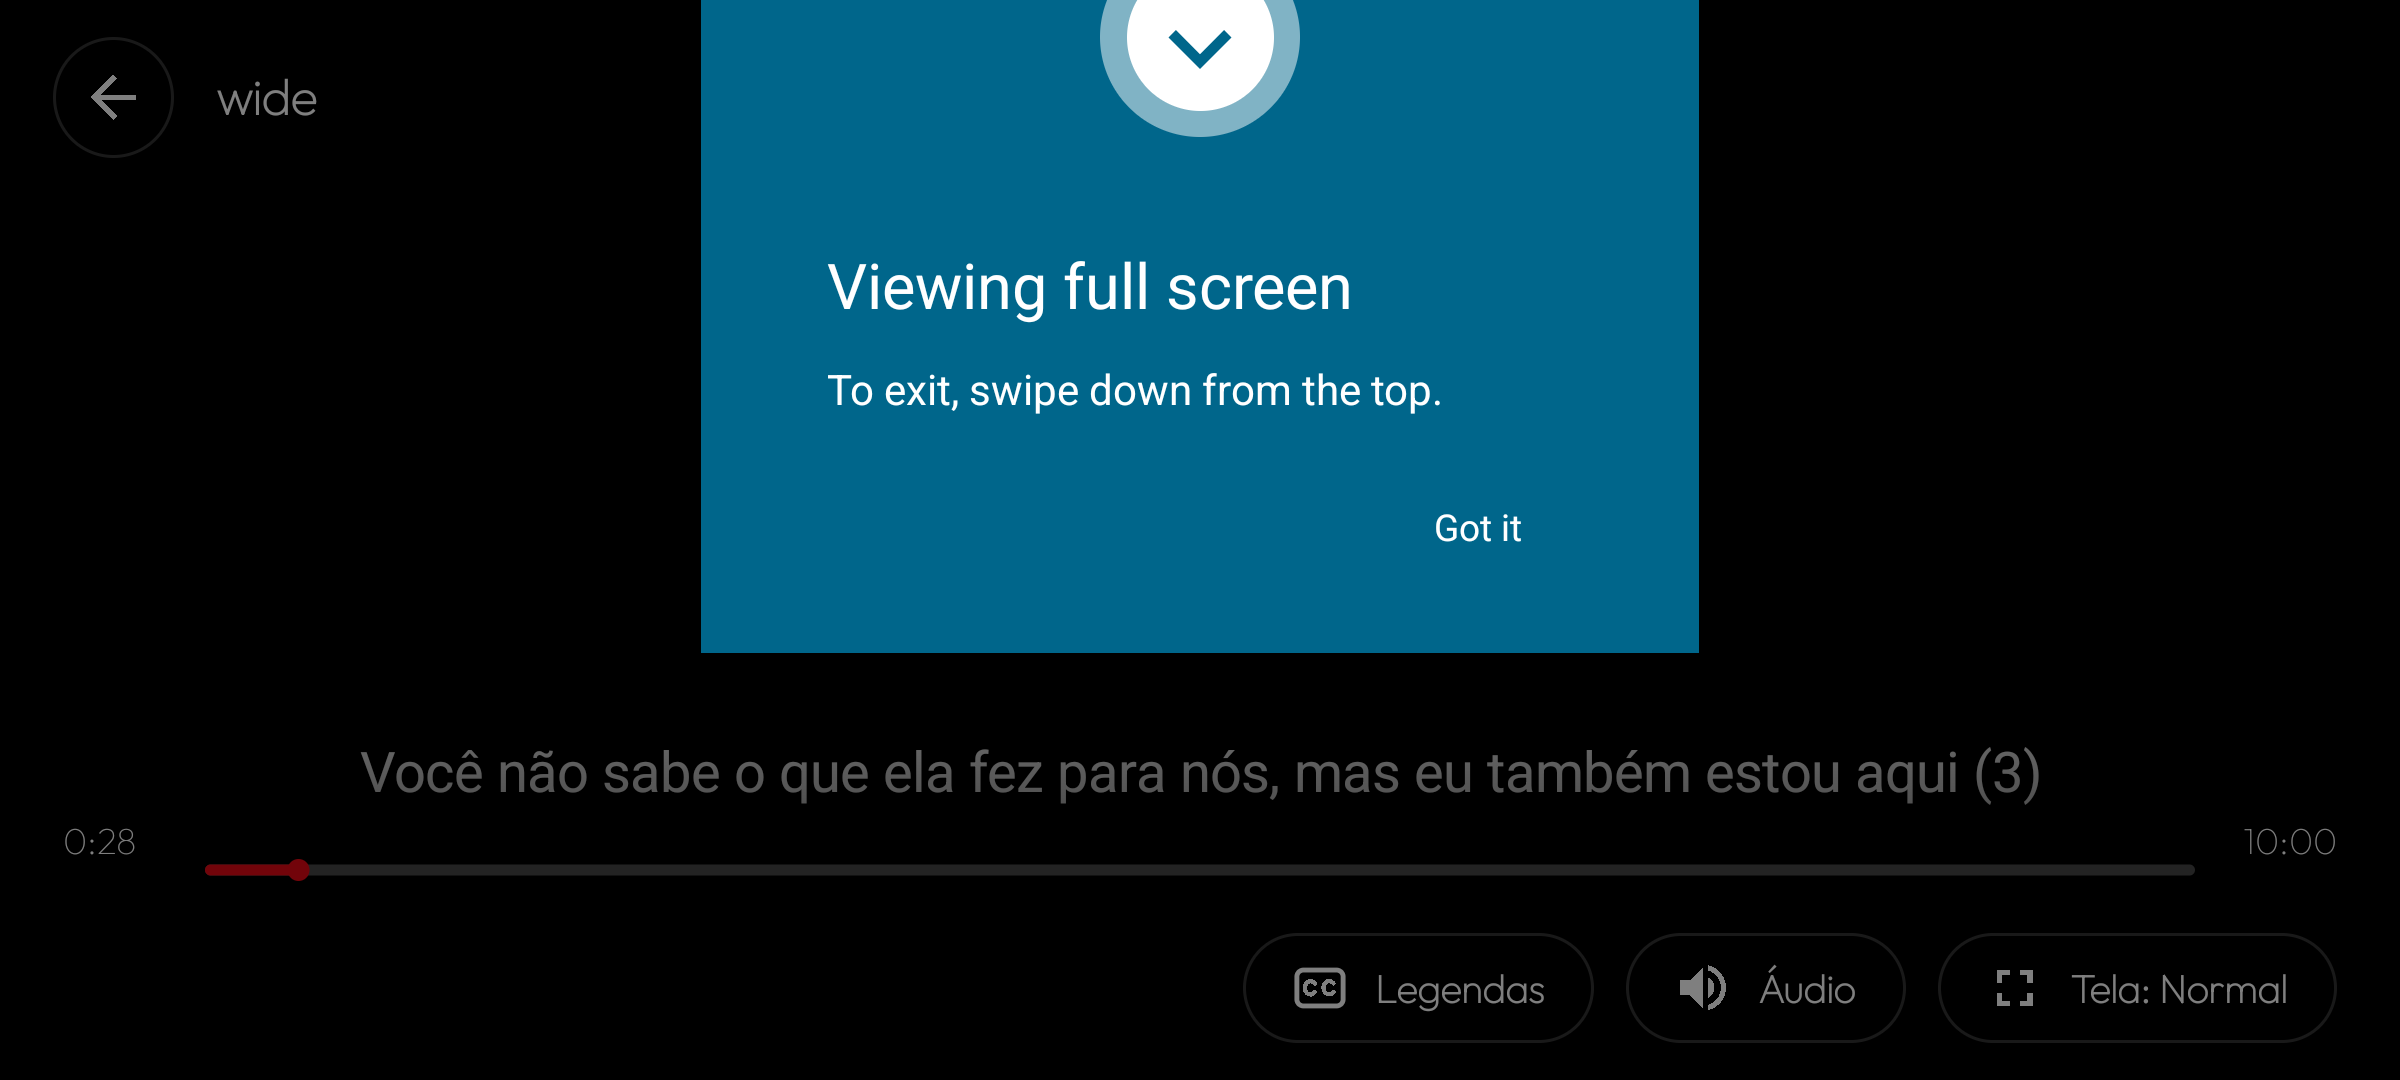 wide
Viewing full screen
To exit, swipe down from the top.
Got it
Você não sabe o que ela fez para nós, mas eu também estou aqui (3)
0:28
10:00
CC Legendas
Áudio
Tela: Normal